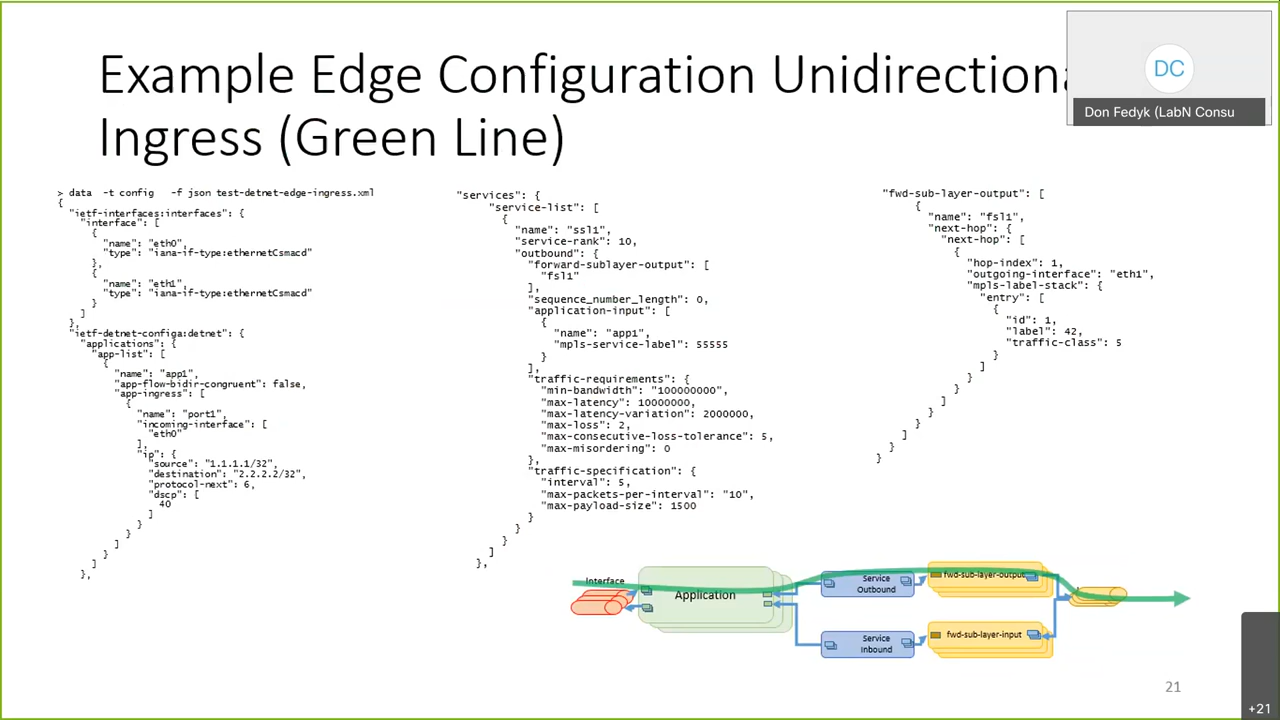 Example Edge Configuration Unidirectiona
Ingress (Green Line)
DC
Don Fedyk (LabN Consu
> data -t config -f json test-detnet-edge-ingress.xml
{
"ietf-interfaces:interfaces": {
"interface": [
{
"name": "eth0",
"type": "iana-if-type:ethernetCsmacd"
},
{
"name": "eth1",
"type": "iana-if-type:ethernetCsmacd"
}
]
},
"ietf-detnet-configa:detnet": {
"applications": {
"app-list": [
{
"name": "app1",
"app-flow-bidir-congruent": false,
"app-ingress": [
{
"name": "port1",
"incoming-interface": [
"eth0"
],
"ip": {
"source": "1.1.1.1/32",
"destination": "2.2.2.2/32",
"protocol-next": 6,
"dscp": [
40
]
}
}
]
}
]
},
"services": {
"service-list": [
{
"name": "ssl1",
"service-rank": 10,
"outbound": {
"forward-sublayer-output": [
"fsl1"
],
"sequence_number_length": 0,
"application-input": [
{
"name": "app1",
"mpls-service-label": 55555
}
],
"traffic-requirements": {
"min-bandwidth": "100000000",
"max-latency": 10000000,
"max-latency-variation": 2000000,
"max-loss": 2,
"max-consecutive-loss-tolerance": 5,
"max-misordering": 0
},
"traffic-specification": {
"interval": 5,
"max-packets-per-interval": "10",
"max-payload-size": 1500
}
}
}
]
},
"fwd-sub-layer-output": [
{
"name": "fsl1",
"next-hop": {
"next-hop": [
{
"hop-index": 1,
"outgoing-interface": "eth1",
"mpls-label-stack": {
"entry": [
{
"id": 1,
"label": 42,
"traffic-class": 5
}
]
}
}
]
}
}
]
}
}
Interface
Application
Service
Outbound
fwd-sub-layer-output
Service
Inbound
fwd-sub-layer-input
21
+21